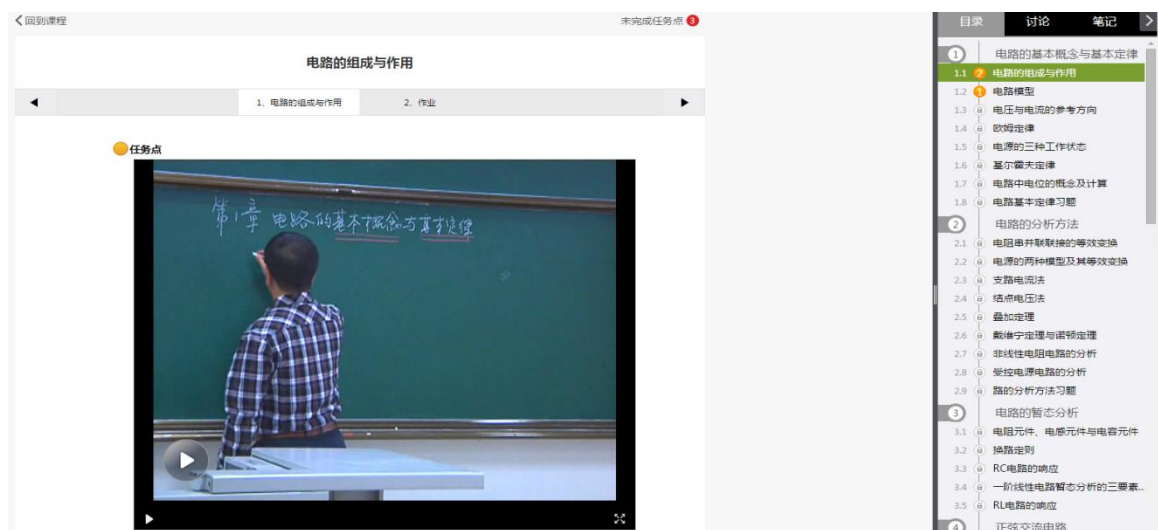 回到课程
未完成任务点 3
电路的组成与作用
1、电路的组成与作用
2、作业
任务点
第1章 电路的基本概念与基本定律
目录 讨论 笔记
1 电路的基本概念与基本定律
1.1 2 电路的组成与作用
1.2 1 电路模型
1.3 电压与电流的参考方向
1.4 欧姆定律
1.5 电源的三种工作状态
1.6 基尔霍夫定律
1.7 电路中电位的概念及计算
1.8 电路基本定律习题
2 电路的分析方法
2.1 电阻串并联联接的等效变换
2.2 电源的两种模型及其等效变换
2.3 支路电流法
2.4 结点电压法
2.5 叠加定理
2.6 戴维宁定理与诺顿定理
2.7 非线性电阻电路的分析
2.8 受控电源电路的分析
2.9 路的分析方法习题
3 电路的暂态分析
3.1 电阻元件、电感元件与电容元件
3.2 换路定则
3.3 RC电路的响应
3.4 一阶线性电路暂态分析的三要素..
3.5 RL电路的响应
4 正弦交流电路